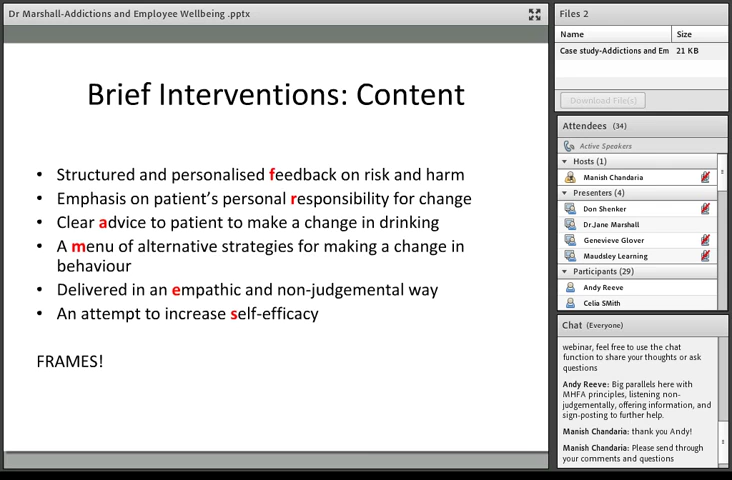 Dr Marshall-Addictions and Employee Wellbeing .pptx
Brief Interventions: Content
• Structured and personalised feedback on risk and harm
• Emphasis on patient's personal responsibility for change
• Clear advice to patient to make a change in drinking
• A menu of alternative strategies for making a change in
behaviour
• Delivered in an empathic and non-judgemental way
• An attempt to increase self-efficacy
FRAMES!
Files 2
Name Size
Case study-Addictions and Em 21 KB
Download File(s)
Attendees (34)
Active Speakers
Hosts (1)
Manish Chandaria
Presenters (4)
Don Shenker
Dr.Jane Marshall
Genevieve Glover
Maudsley Learning
Participants (29)
Andy Reeve
Celia SMith
Chat (Everyone)
webinar, feel free to use the chat
function to share your thoughts or ask
questions
Andy Reeve: Big parallels here with
MHFA principles, listening non-
judgementally, offering information, and
sign-posting to further help.
Manish Chandaria: thank you Andy!
Manish Chandaria: Please send through
your comments and questions